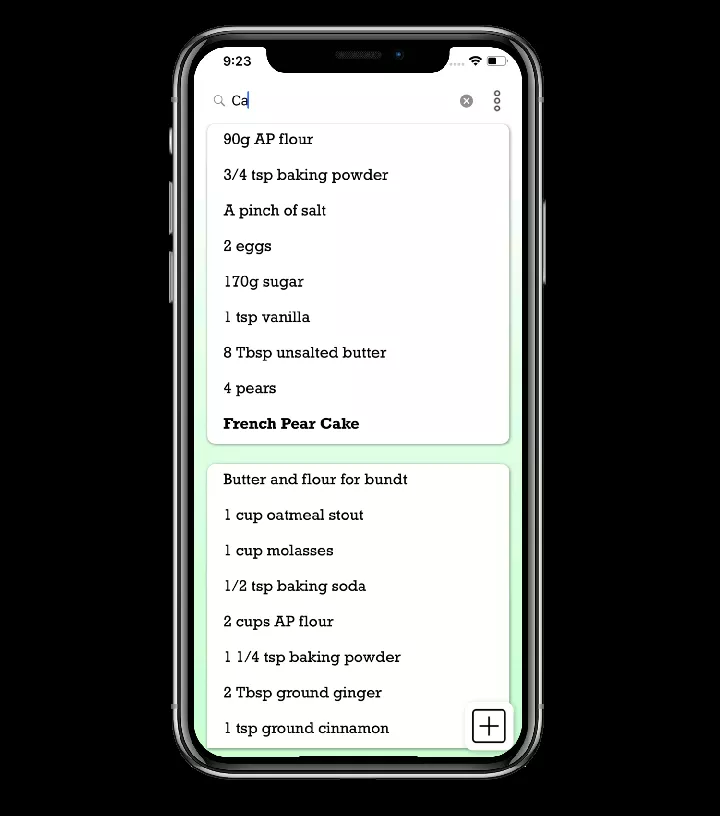 9:23
Ca
90g AP flour
3/4 tsp baking powder
A pinch of salt
2 eggs
170g sugar
1 tsp vanilla
8 Tbsp unsalted butter
4 pears
French Pear Cake
Butter and flour for bundt
1 cup oatmeal stout
1 cup molasses
1/2 tsp baking soda
2 cups AP flour
1 1/4 tsp baking powder
2 Tbsp ground ginger
1 tsp ground cinnamon